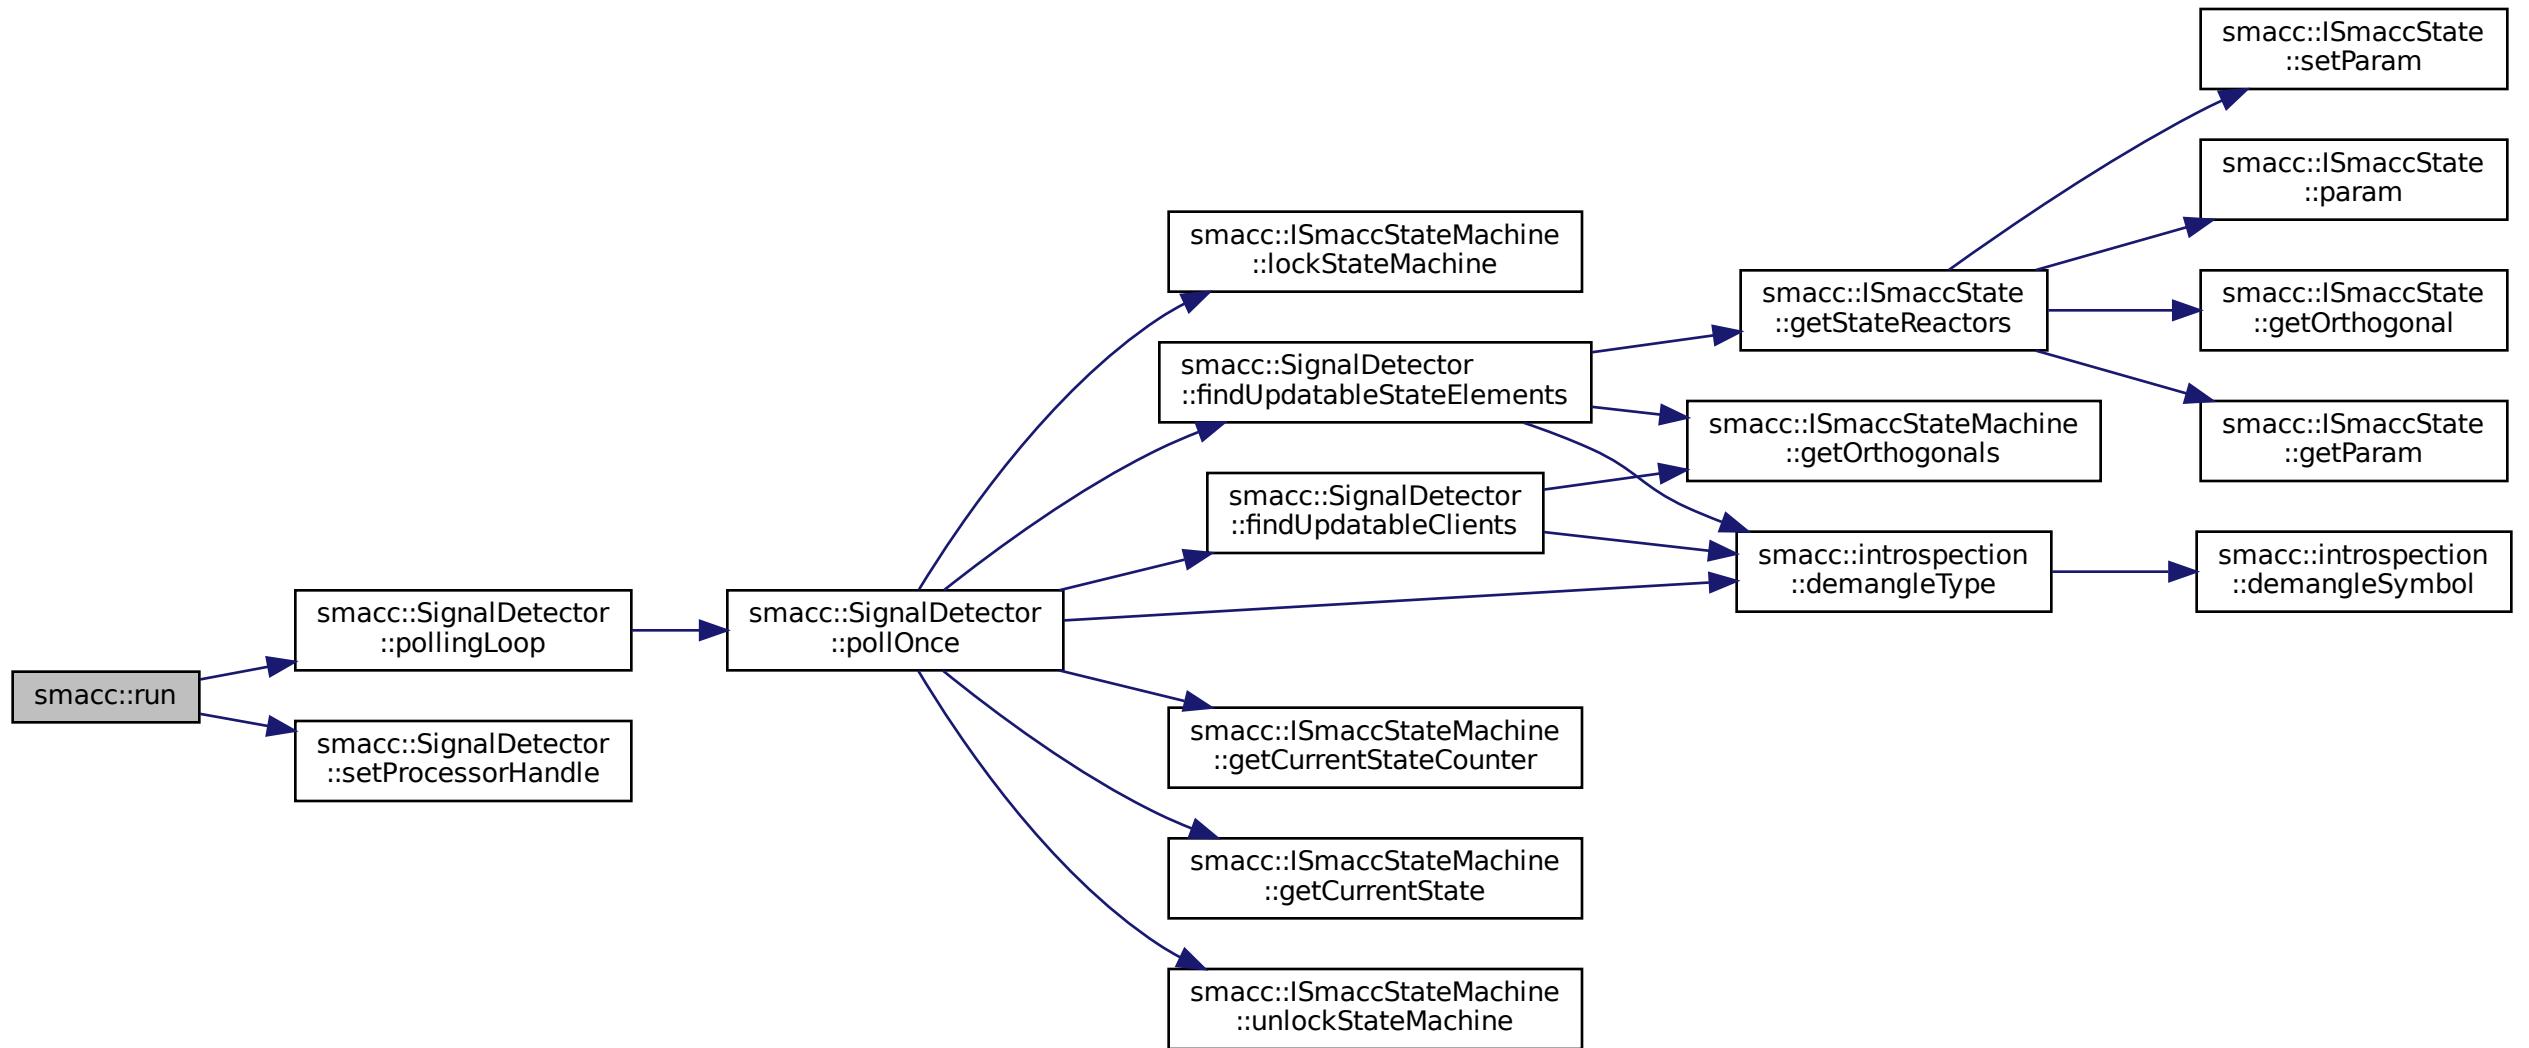 smacc::run
smacc::SignalDetector
::pollingLoop
smacc::SignalDetector
::setProcessorHandle
smacc::SignalDetector
::pollOnce
smacc::ISmaccStateMachine
::lockStateMachine
smacc::SignalDetector
::findUpdatableStateElements
smacc::SignalDetector
::findUpdatableClients
smacc::ISmaccStateMachine
::getCurrentStateCounter
smacc::ISmaccStateMachine
::getCurrentState
smacc::ISmaccStateMachine
::unlockStateMachine
smacc::ISmaccState
::getStateReactors
smacc::ISmaccStateMachine
::getOrthogonals
smacc::introspection
::demangleType
smacc::ISmaccState
::setParam
smacc::ISmaccState
::param
smacc::ISmaccState
::getOrthogonal
smacc::ISmaccState
::getParam
smacc::introspection
::demangleSymbol